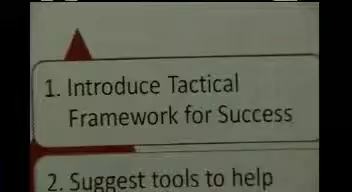 1. Introduce Tactical
Framework for Success
2. Suggest tools to help